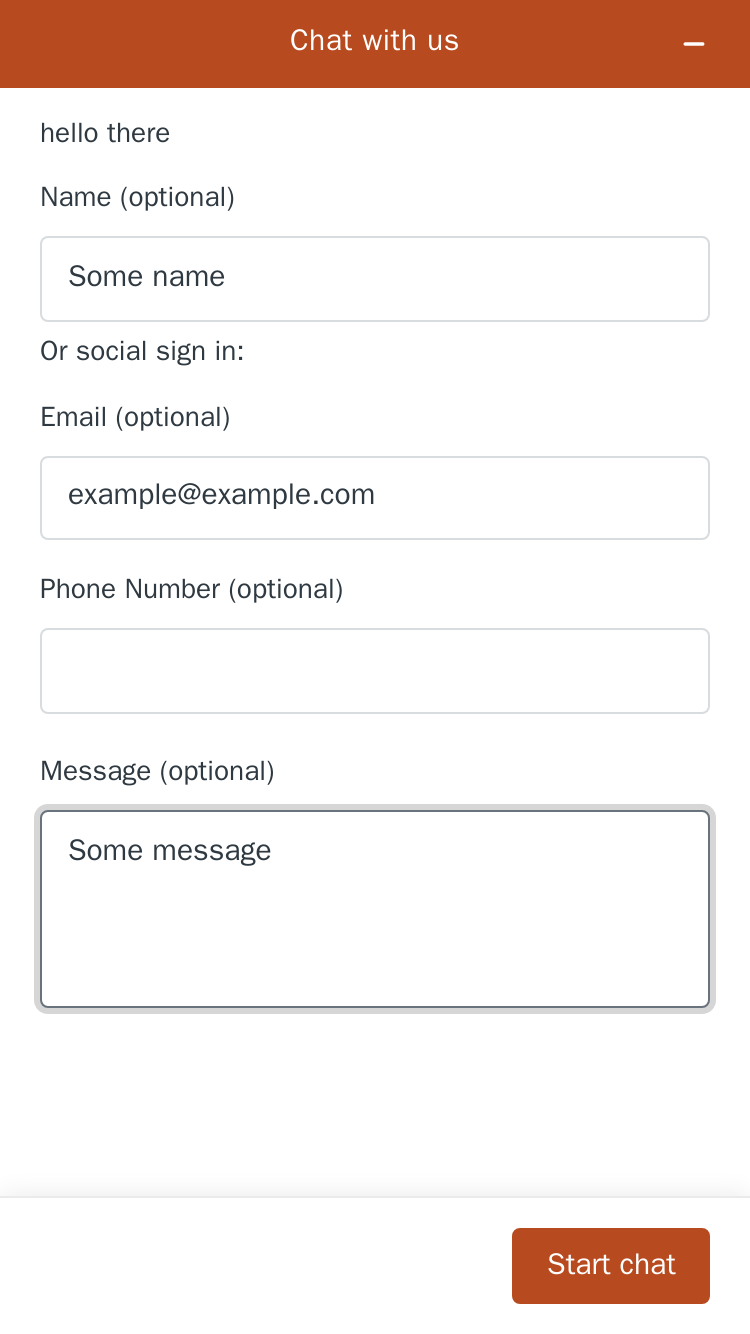 Chat with us
hello there
Name (optional)
Some name
Or social sign in:
Email (optional)
example@example.com
Phone Number (optional)
Message (optional)
Some message
Start chat